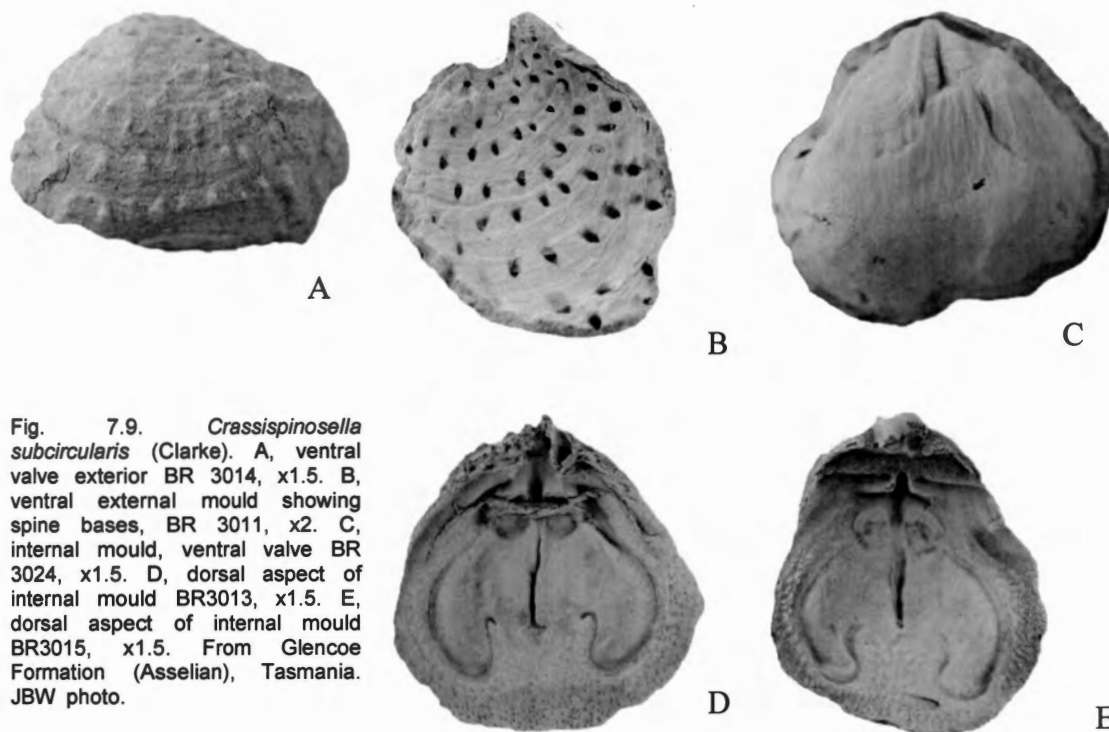 A
B
C
Fig. 7.9. Crassispinosella
subcircularis (Clarke). A, ventral
valve exterior BR 3014, x1.5. B,
ventral external mould showing
spine bases, BR 3011, x2. C,
internal mould, ventral valve BR
3024, x1.5. D, dorsal aspect of
internal mould BR3013, x1.5. E,
dorsal aspect of internal mould
BR3015, x1.5. From Glencoe
Formation (Asselian), Tasmania.
JBW photo.
D
E